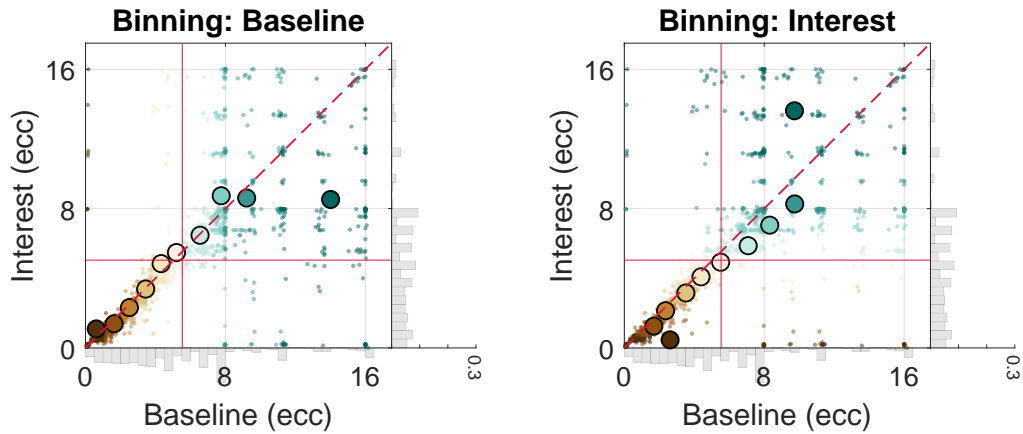 Binning: Baseline
16
8
0
Interest (ecc)
0 8 16
0.3
Baseline (ecc)
Binning: Interest
16
8
0
Interest (ecc)
0 8 16
0.3
Baseline (ecc)